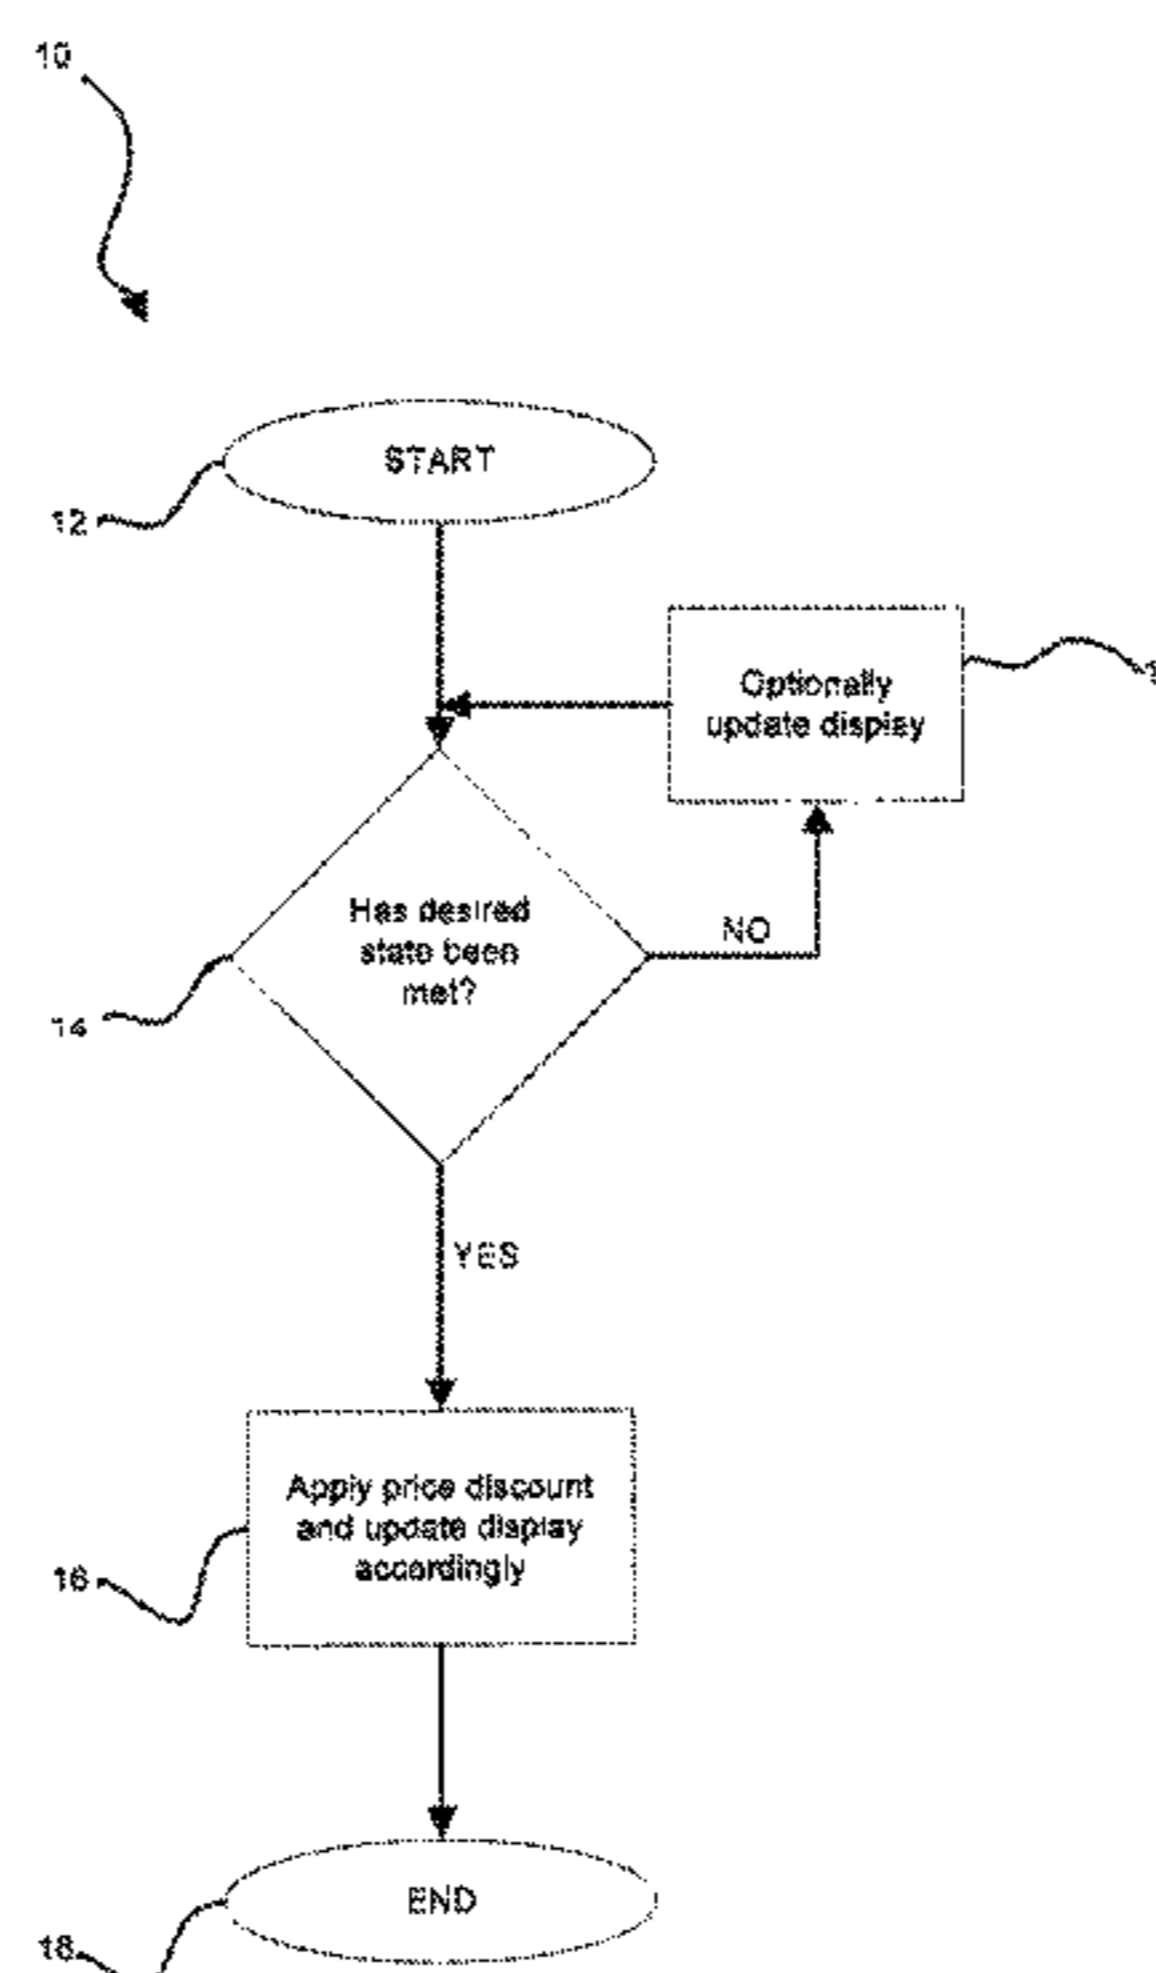 10
START
12
Optionally
update display
Has desired
state been
met?
NO
14
YES
Apply price discount
and update display
accordingly
16
END
18